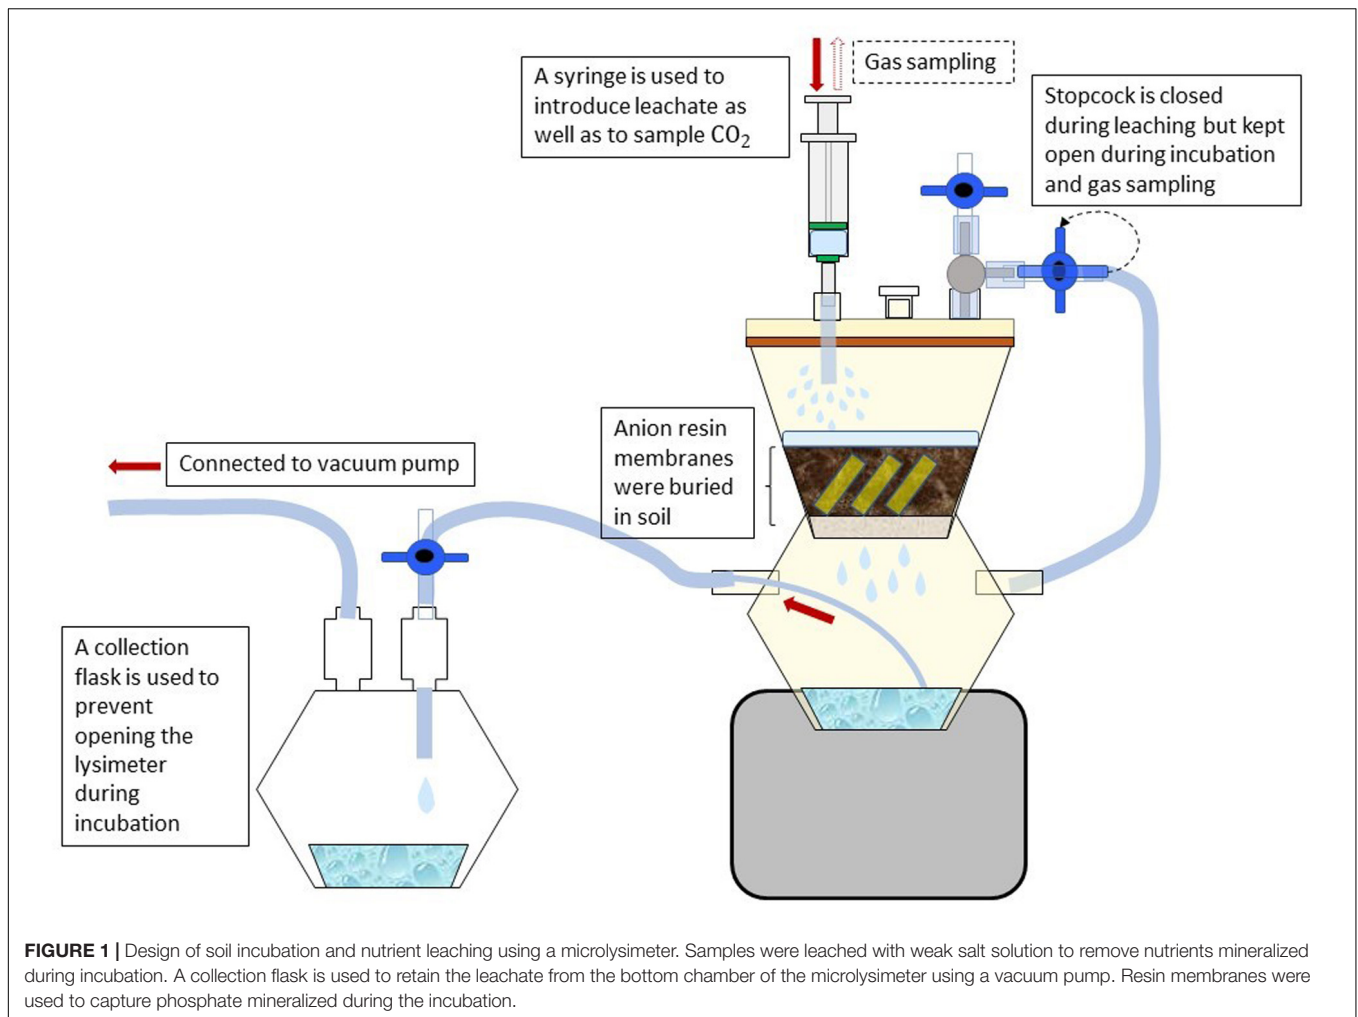 Gas sampling
A syringe is used to
introduce leachate as
well as to sample CO₂
Stopcock is closed
during leaching but kept
open during incubation
and gas sampling
Anion resin
membranes
were buried
in soil
Connected to vacuum pump
A collection
flask is used to
prevent
opening the
lysimeter
during
incubation
FIGURE 1 | Design of soil incubation and nutrient leaching using a microlysimeter. Samples were leached with weak salt solution to remove nutrients mineralized
during incubation. A collection flask is used to retain the leachate from the bottom chamber of the microlysimeter using a vacuum pump. Resin membranes were
used to capture phosphate mineralized during the incubation.